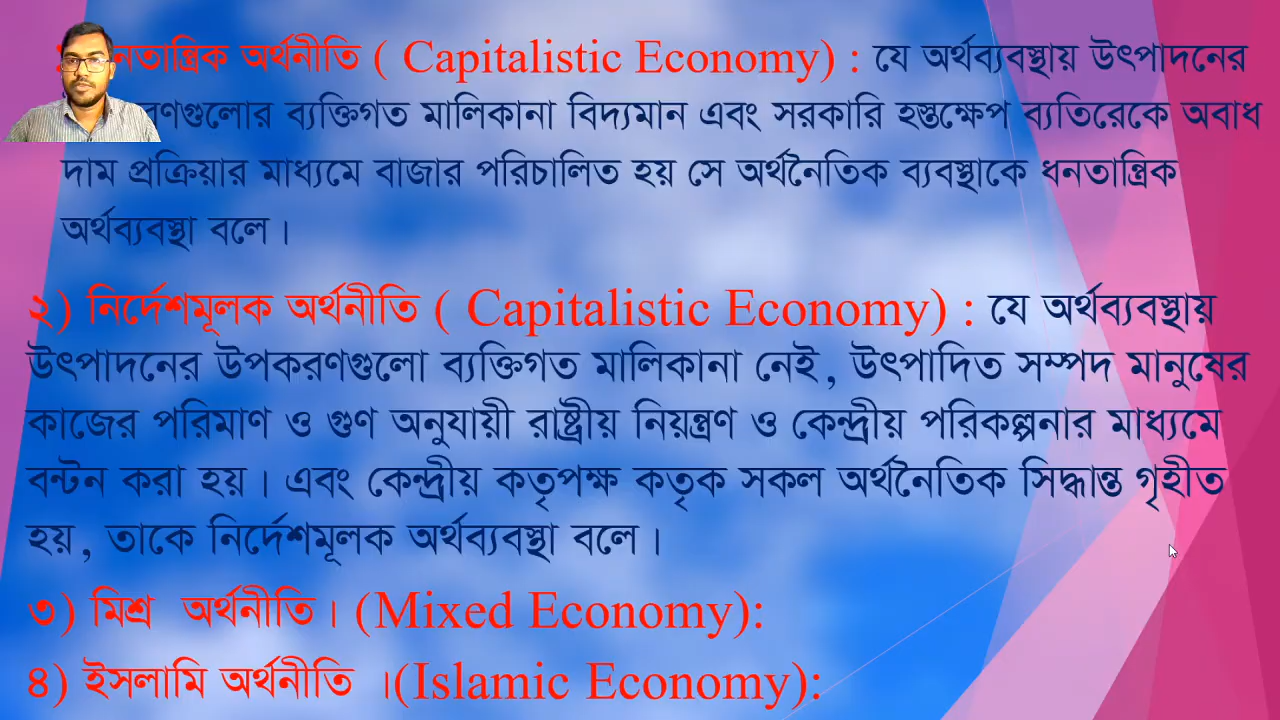 অর্থনীতি ( Capitalistic Economy) : যে অর্থব্যবস্থায় উৎপাদনের
ব্যক্তিগত মালিকানা বিদ্যমান এবং সরকারি হস্তক্ষেপ ব্যতিরেকে অবাধ
দাম প্রক্রিয়ার মাধ্যমে বাজার পরিচালিত হয় সে অর্থনৈতিক ব্যবস্থাকে ধনতান্ত্রিক
অর্থব্যবস্থা বলে।
২) নির্দেশমূলক অর্থনীতি ( Capitalistic Economy) : যে অর্থব্যবস্থায়
উৎপাদনের উপকরণগুলো ব্যক্তিগত মালিকানা নেই, উৎপাদিত সম্পদ মানুষের
কাজের পরিমাণ ও গুণ অনুযায়ী রাষ্ট্রীয় নিয়ন্ত্রণ ও কেন্দ্রীয় পরিকল্পনার মাধ্যমে
বন্টন করা হয়। এবং কেন্দ্রীয় কতৃপক্ষ কতৃক সকল অর্থনৈতিক সিদ্ধান্ত গৃহীত
হয়, তাকে নির্দেশমূলক অর্থব্যবস্থা বলে।
৩) মিশ্র অর্থনীতি। (Mixed Economy):
৪) ইসলামি অর্থনীতি ।(Islamic Economy):